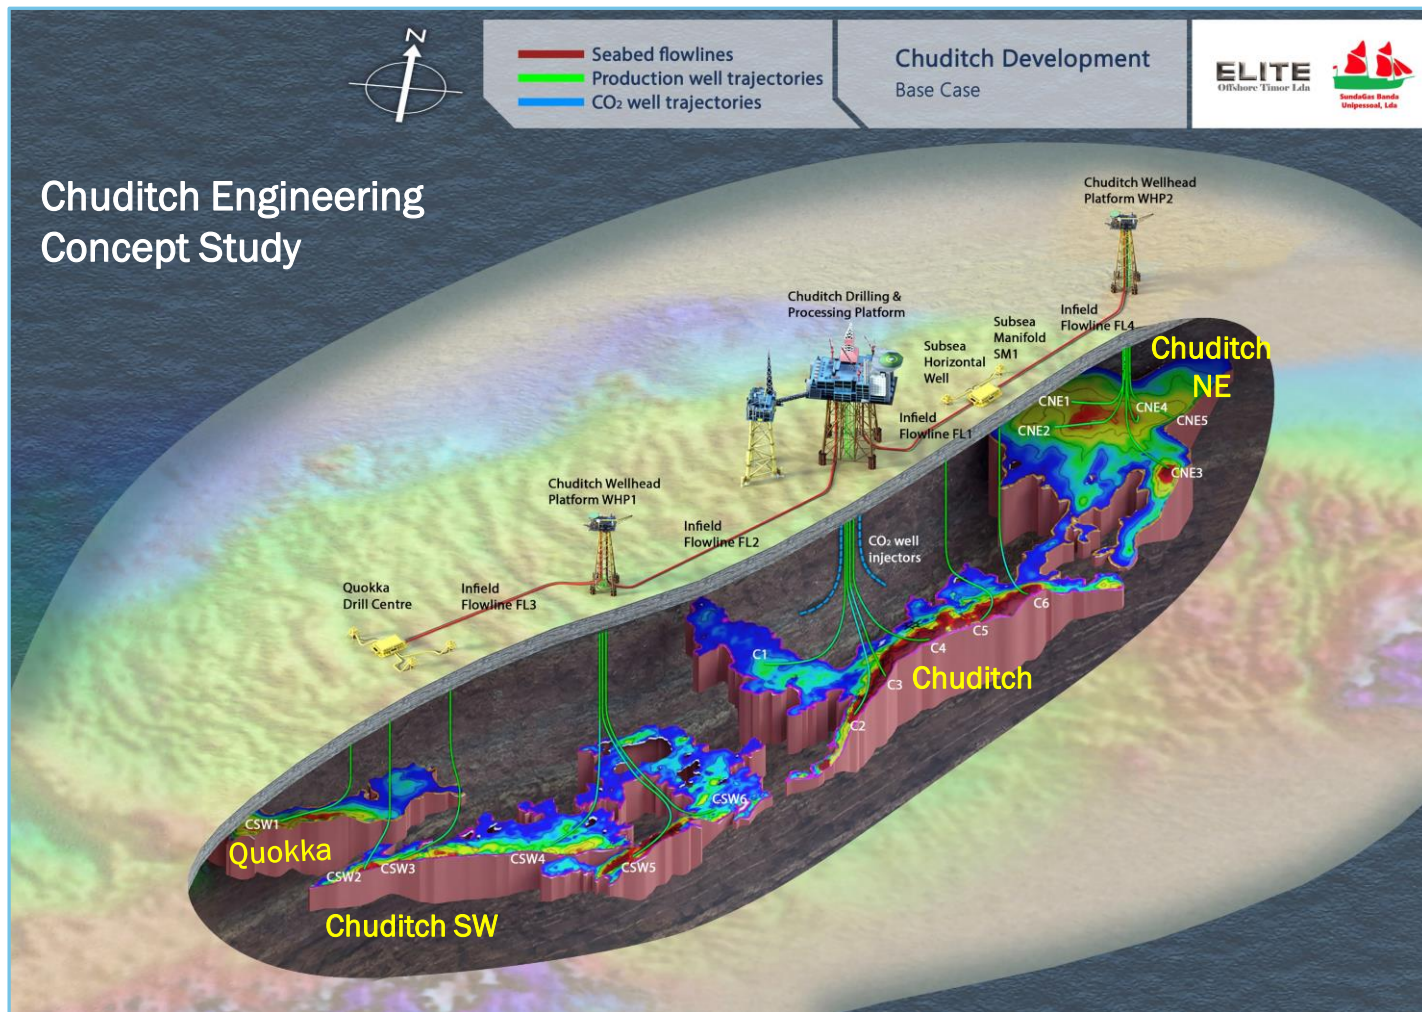 N
Seabed flowlines
Production well trajectories
CO₂ well trajectories
Chuditch Development
Base Case
ELITE
Offshore Timor Lda
SundaGas Banda
Unipessoal, Lda
Chuditch Engineering
Concept Study
Chuditch Wellhead
Platform WHP2
Chuditch Drilling &
Processing Platform
Infield
Flowline FL4
Subsea
Manifold
SM1
Subsea
Horizontal
Well
Infield
Flowline FL1
Chuditch
NE
CNE1
CNE4
CNE2
CNE5
CNE3
Chuditch Wellhead
Platform WHP1
Infield
Flowline FL2
CO₂ well
injectors
Quokka
Drill Centre
Infield
Flowline FL3
C6
C5
C4
C1
C3
Chuditch
C2
CSW6
CSW1
Quokka
CSW4
CSW5
CSW3
CSW2
Chuditch SW